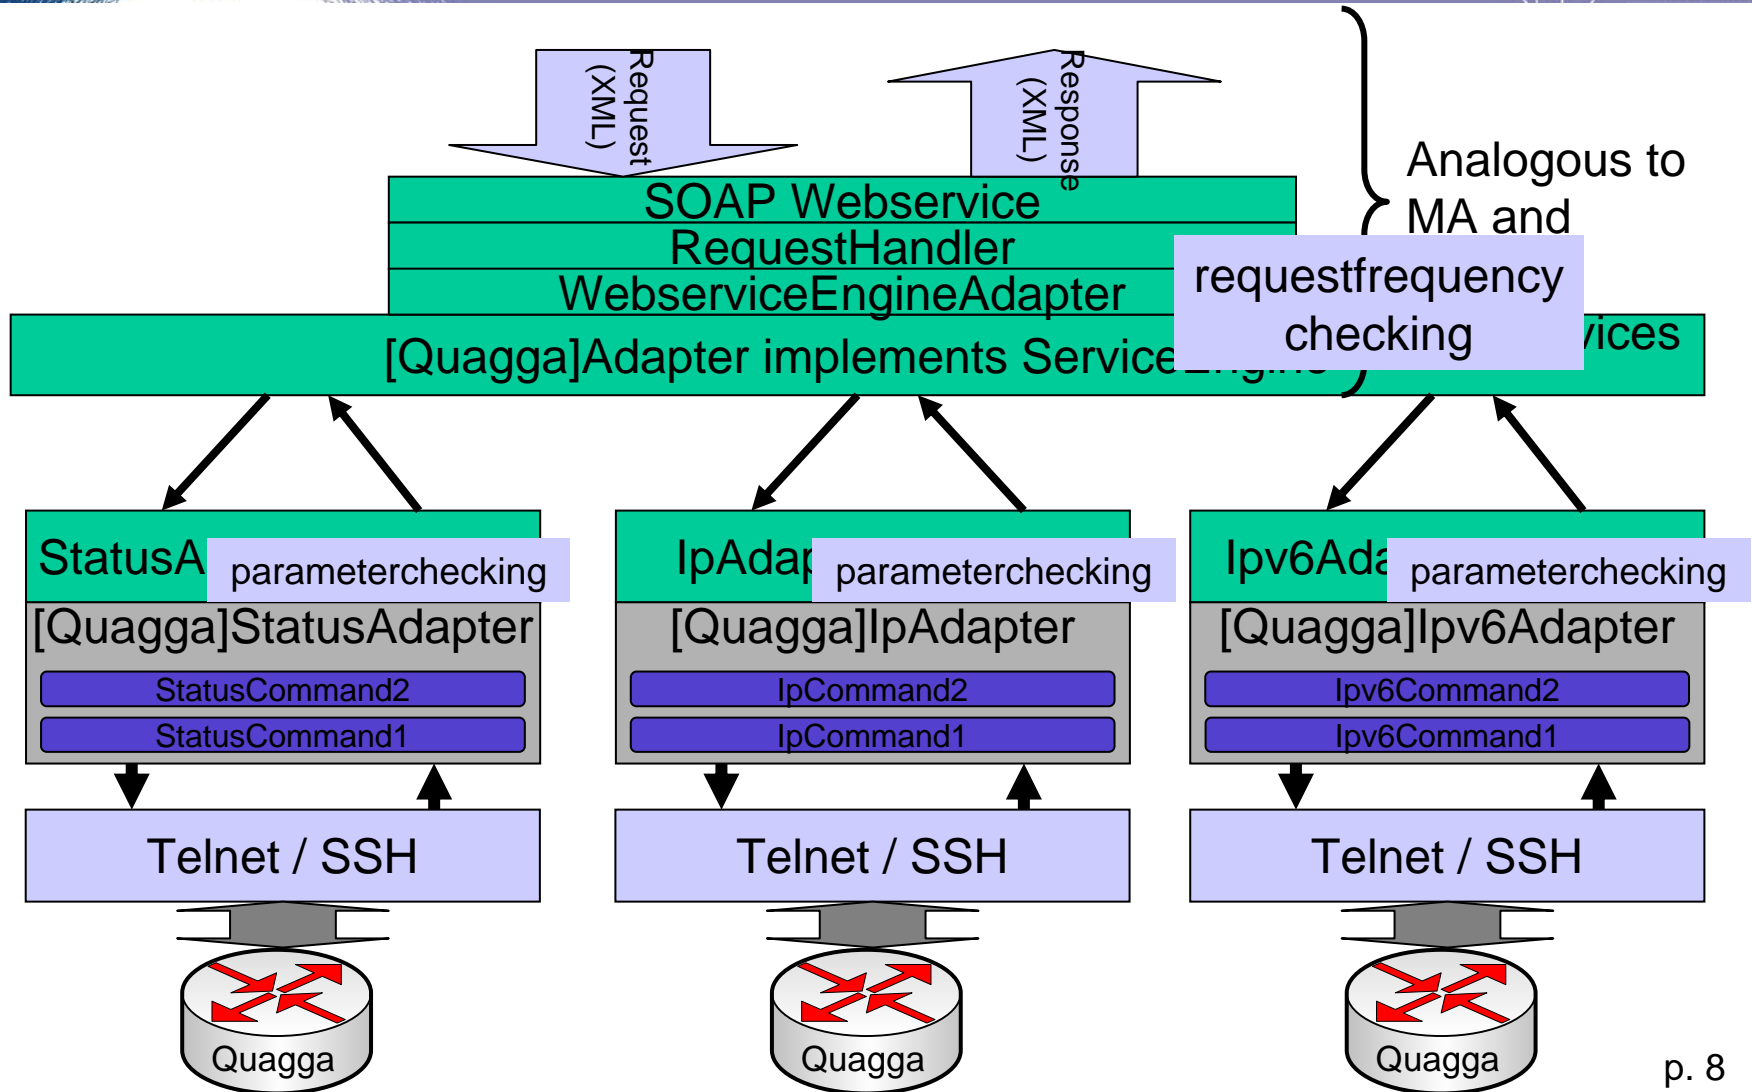 Request
(XML)
Response
(XML)
Analogous to
MA and
SOAP Webservice
RequestHandler
WebserviceEngineAdapter
requestfrequency
checking
[Quagga]Adapter implements
StatusA
parameterchecking
[Quagga]StatusAdapter
StatusCommand2
StatusCommand1
Telnet / SSH
Quagga
IpAdap
parameterchecking
[Quagga]IpAdapter
IpCommand2
IpCommand1
Telnet / SSH
Quagga
Ipv6Ada
parameterchecking
[Quagga]Ipv6Adapter
Ipv6Command2
Ipv6Command1
Telnet / SSH
Quagga
p. 8